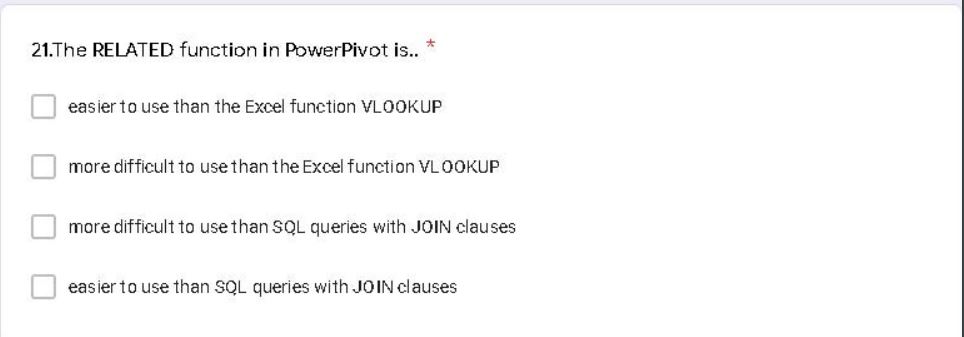 21.The RELATED function in PowerPivot is.. *
easier to use than the Excel function VLOOKUP
more difficult to use than the Excel function VLOOKUP
more difficult to use than SQL queries with JOIN clauses
easier to use than SQL queries with JOIN clauses